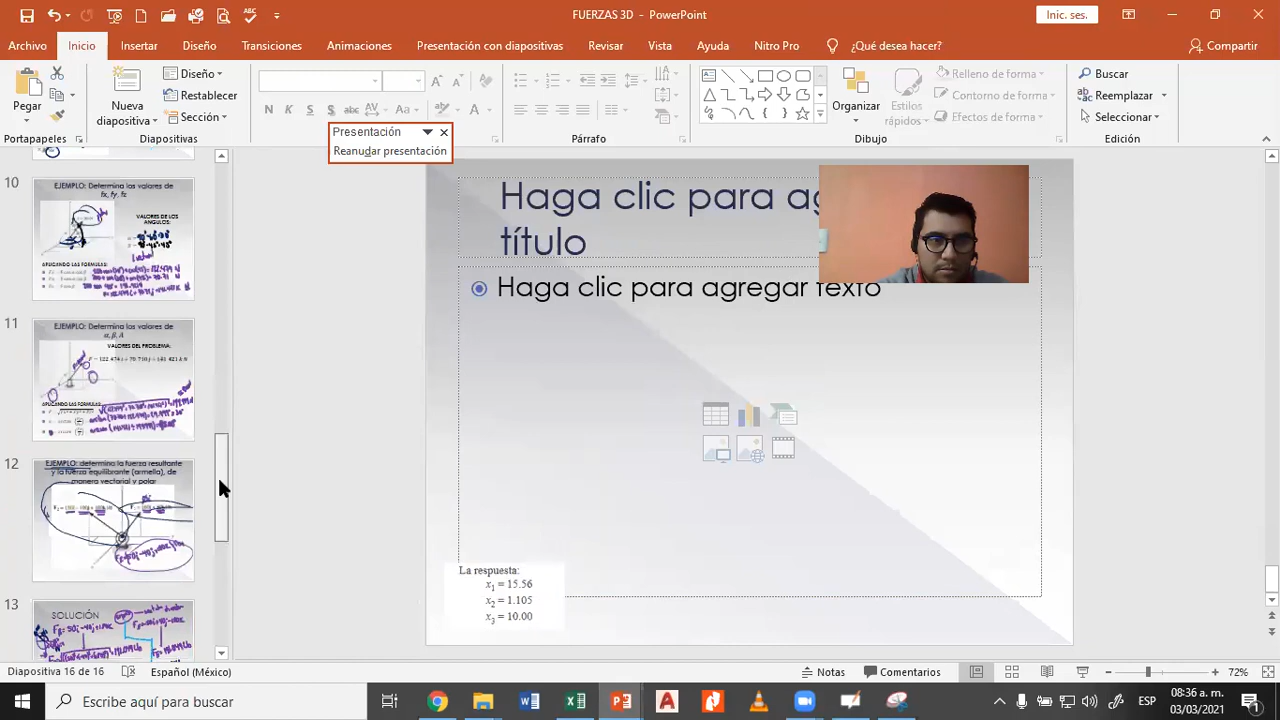 FUERZAS 3D - PowerPoint
Inic. ses.
Archivo Inicio Insertar Diseño Transiciones Animaciones Presentación con diapositivas Revisar Vista Ayuda Nitro Pro ¿Qué desea hacer? Compartir
Pegar
Nueva diapositiva
Diseño
Restablecer
Sección
N K S S abc AV Aa A
Organizar
Estilos rápidos
Relleno de forma
Contorno de forma
Efectos de forma
Buscar
Reemplazar
Seleccionar
Portapapeles Diapositivas Párrafo Dibujo Edición
Presentación
Reanudar presentación
10
EJEMPLO: Determina los valores de
fx, fy, fz
VALORES DE LOS
ANGULOS:
APLICANDO LAS FORMULAS:
11
EJEMPLO: Determina los valores de
VALORES DEL PROBLEMA:
APLICANDO LAS FORMULAS:
12
EJEMPLO: determina la fuerza resultante
y la fuerza equilibrante (armella), de
manera vectorial y polar
13
SOLUCIÓN
Haga clic para ag
título
Haga clic para agregar texto
La respuesta:
x1 = 15.56
x2 = 1.105
x3 = 10.00
Diapositiva 16 de 16 Español (México) Notas Comentarios 72%
Escribe aquí para buscar
ESP
08:36 a. m.
03/03/2021